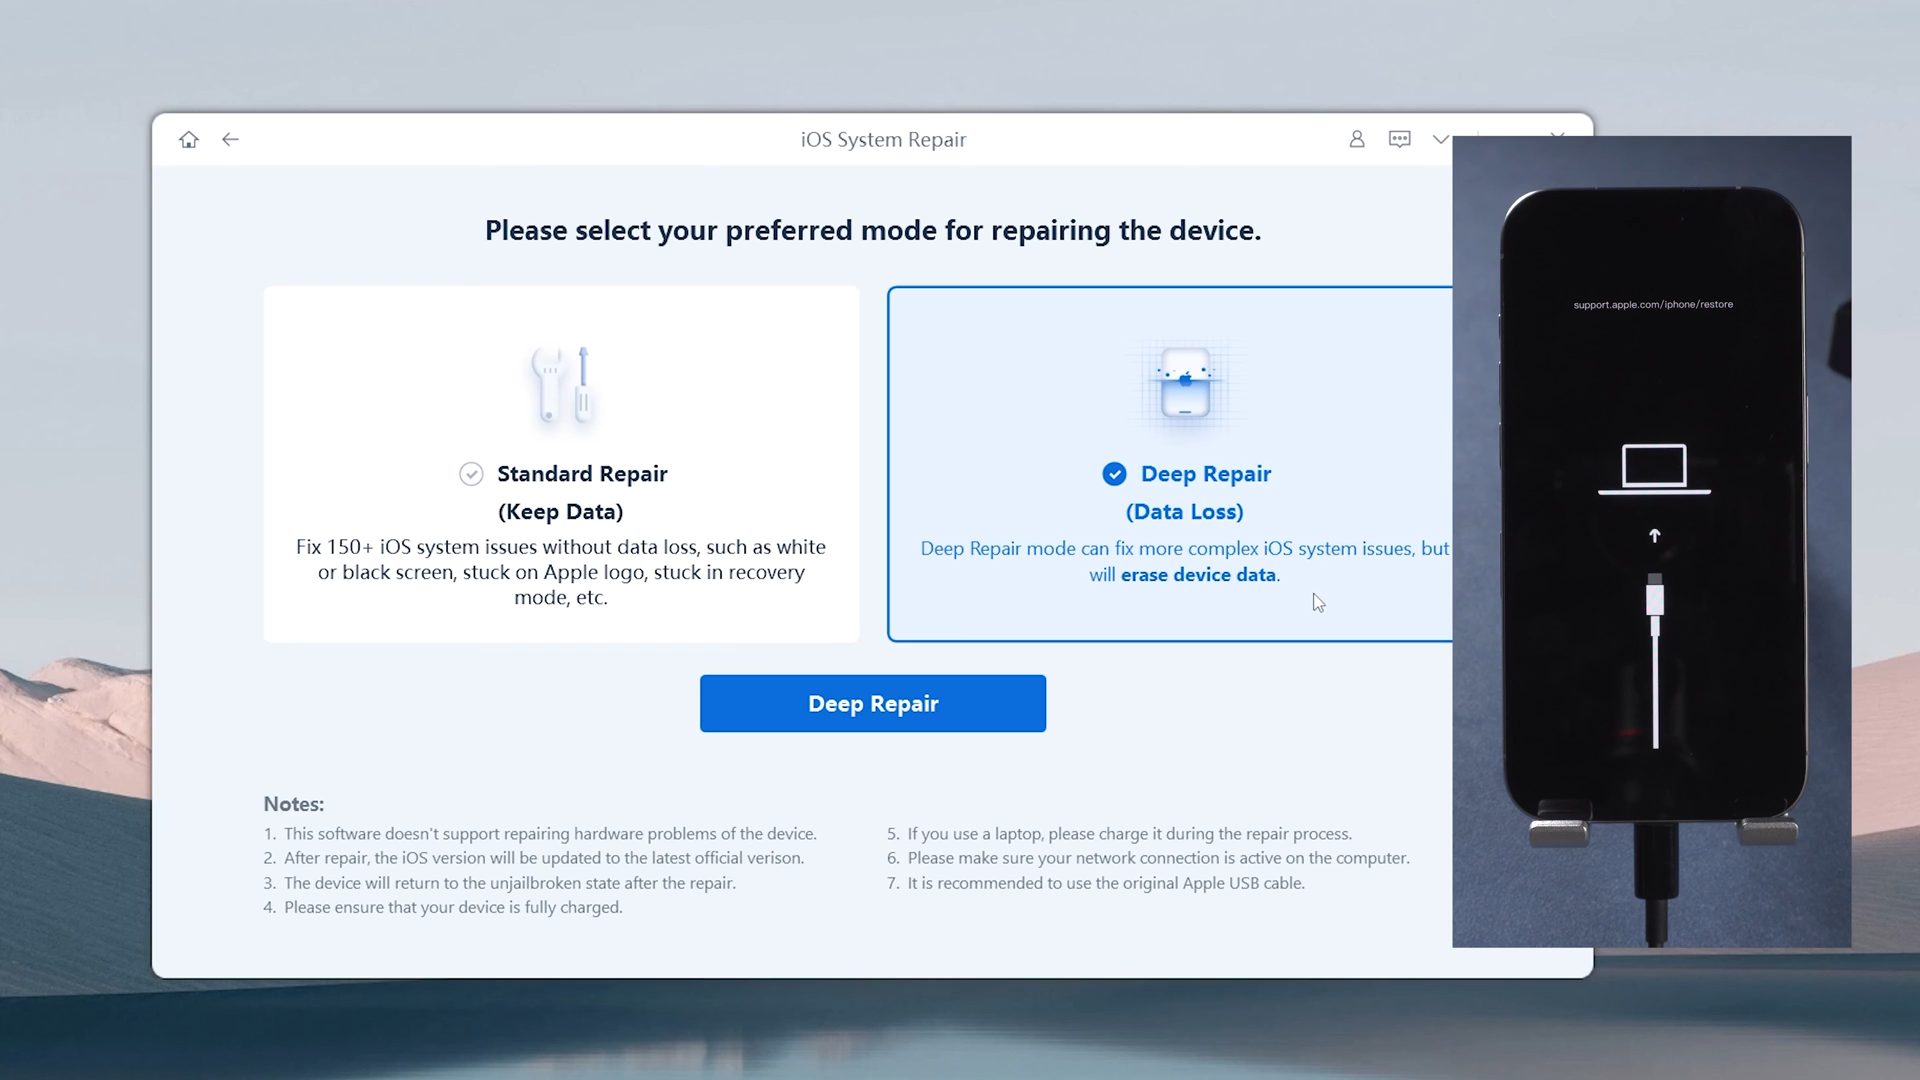 iOS System Repair
Please select your preferred mode for repairing the device.
Standard Repair
(Keep Data)
Fix 150+ iOS system issues without data loss, such as white
or black screen, stuck on Apple logo, stuck in recovery
mode, etc.
Deep Repair
(Data Loss)
Deep Repair mode can fix more complex iOS system issues, but
will erase device data.
support.apple.com/iphone/restore
Deep Repair
Notes:
1. This software doesn't support repairing hardware problems of the device.
2. After repair, the iOS version will be updated to the latest official verison.
3. The device will return to the unjailbroken state after the repair.
4. Please ensure that your device is fully charged.
5. If you use a laptop, please charge it during the repair process.
6. Please make sure your network connection is active on the computer.
7. It is recommended to use the original Apple USB cable.